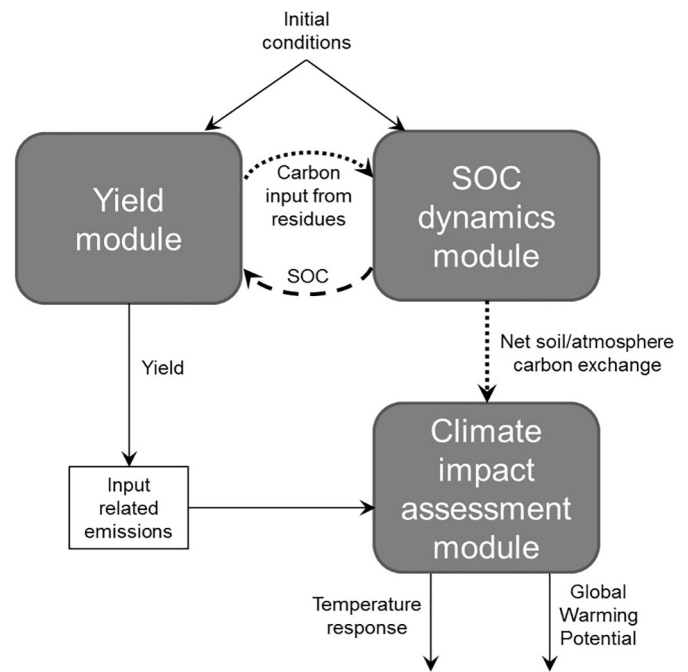 Initial
conditions
Yield
module
Carbon
input from
residues
SOC
SOC
dynamics
module
Net soil/atmosphere
carbon exchange
Yield
Input
related
emissions
Climate
impact
assessment
module
Temperature
response
Global
Warming
Potential